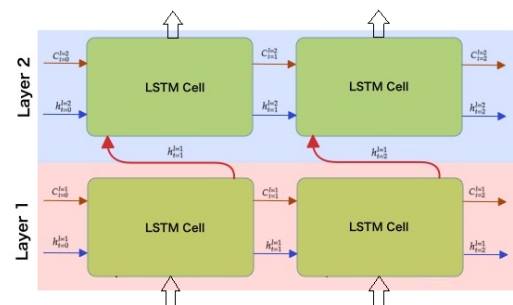 Layer 2
C_{t=0}^{l=2} LSTM Cell C_{t=1}^{l=2} LSTM Cell C_{t=2}^{l=2}
h_{t=0}^{l=2} h_{t=1}^{l=2} h_{t=2}^{l=2}
h_{t=1}^{l=1} h_{t=2}^{l=1}
Layer 1
C_{t=0}^{l=1} LSTM Cell C_{t=1}^{l=1} LSTM Cell C_{t=2}^{l=1}
h_{t=0}^{l=1} h_{t=1}^{l=1} h_{t=2}^{l=1}